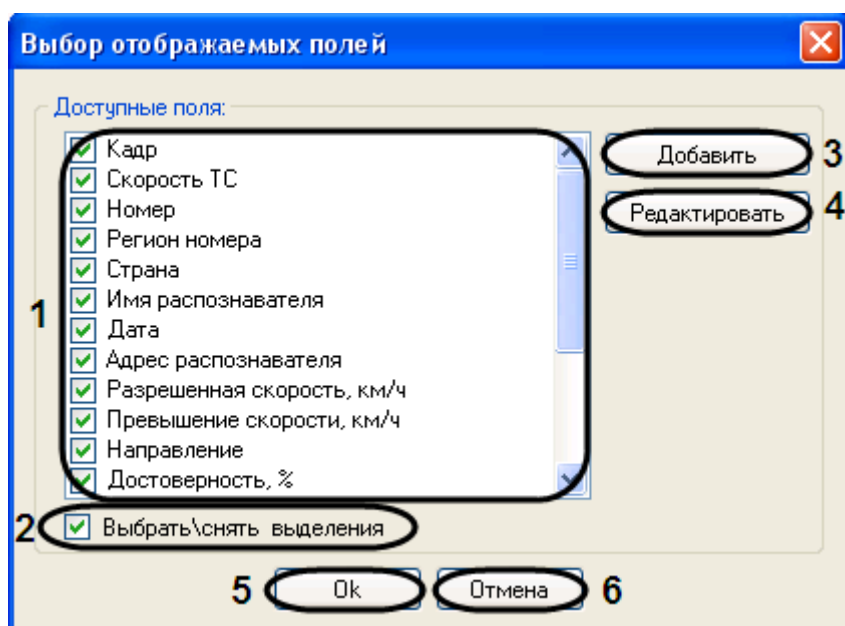 Выбор отображаемых полей
Доступные поля:
Кадр
Скорость ТС
Номер
Регион номера
Страна
Имя распознавателя
Дата
Адрес распознавателя
Разрешенная скорость, км/ч
Превышение скорости, км/ч
Направление
Достоверность, %
1
Добавить 3
Редактировать 4
2 Выбрать\снять выделения
5 Ok Отмена 6